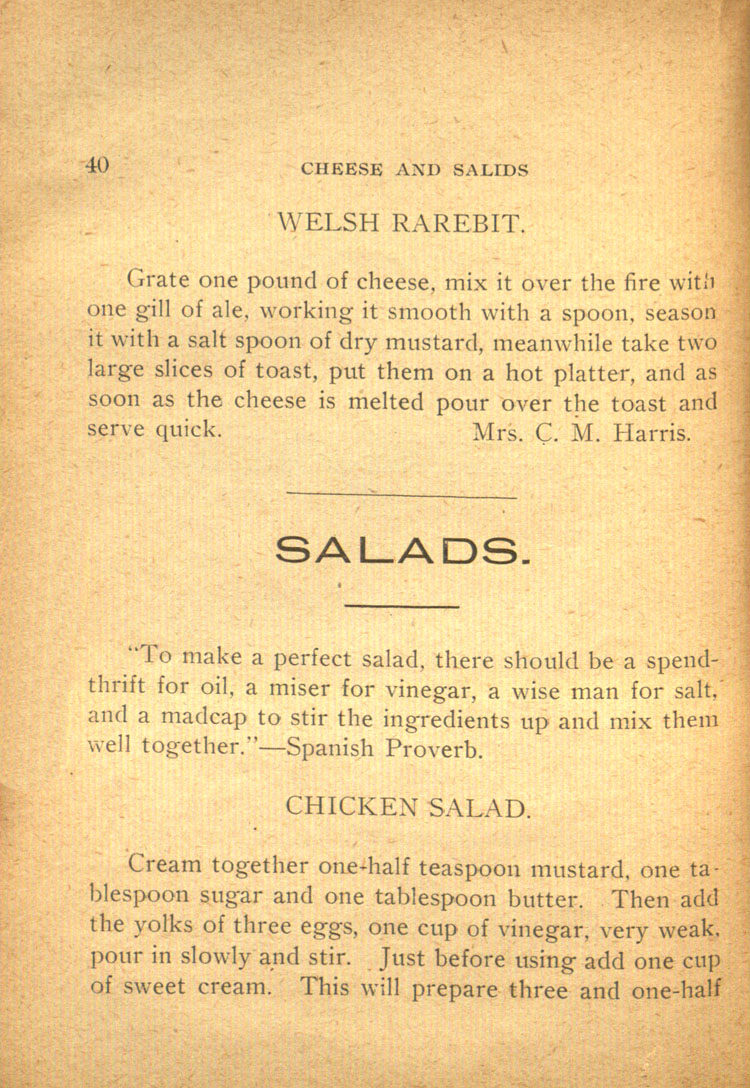 40 CHEESE AND SALIDS
WELSH RAREBIT.
Grate one pound of cheese, mix it over the fire with
one gill of ale, working it smooth with a spoon, season
it with a salt spoon of dry mustard, meanwhile take two
large slices of toast, put them on a hot platter, and as
soon as the cheese is melted pour over the toast and
serve quick. Mrs. C. M. Harris.
SALADS.
“To make a perfect salad, there should be a spend-
thrift for oil, a miser for vinegar, a wise man for salt,
and a madcap to stir the ingredients up and mix them
well together.”—Spanish Proverb.
CHICKEN SALAD.
Cream together one-half teaspoon mustard, one ta-
blespoon sugar and one tablespoon butter. Then add
the yolks of three eggs, one cup of vinegar, very weak,
pour in slowly and stir. Just before using add one cup
of sweet cream. This will prepare three and one-half